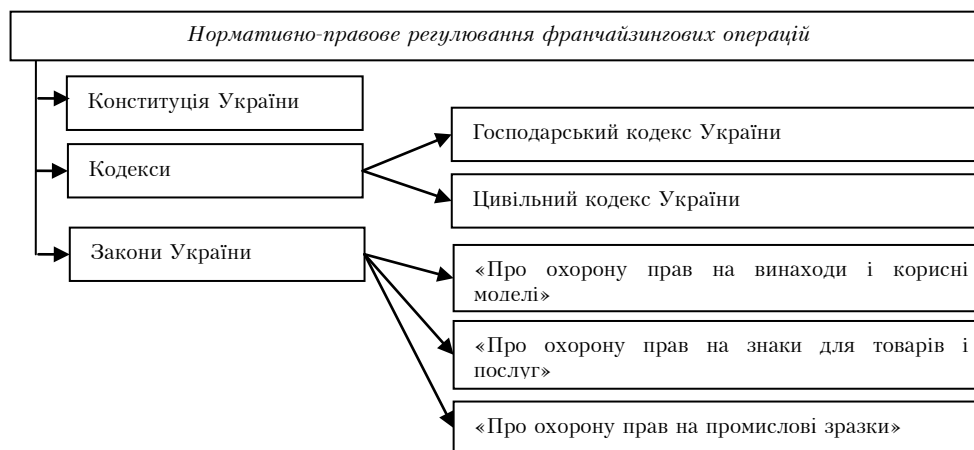 Нормативно-правове регулювання франчайзингових операцій
Конституція України
Кодекси
Господарський кодекс України
Цивільний кодекс України
Закони України
«Про охорону прав на винаходи і корисні
моделі»
«Про охорону прав на знаки для товарів і
послуг»
«Про охорону прав на промислові зразки»